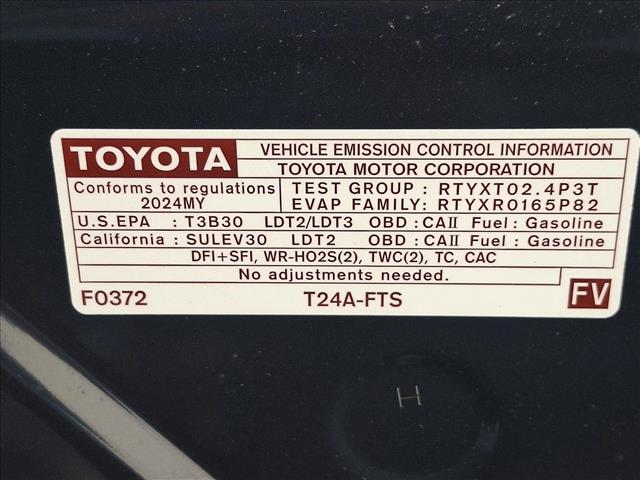 TOYOTA VEHICLE EMISSION CONTROL INFORMATION
TOYOTA MOTOR CORPORATION
Conforms to regulations
2024MY
TEST GROUP : RTYXT02.4P3T
EVAP FAMILY: RTYXR0165P82
U.S.EPA : T3B30 LDT2/LDT3 OBD : CAII Fuel : Gasoline
California : SULEV30 LDT2 OBD : CAII Fuel : Gasoline
DFI+SFI, WR-HO2S(2), TWC(2), TC, CAC
No adjustments needed.
F0372 T24A-FTS FV
H